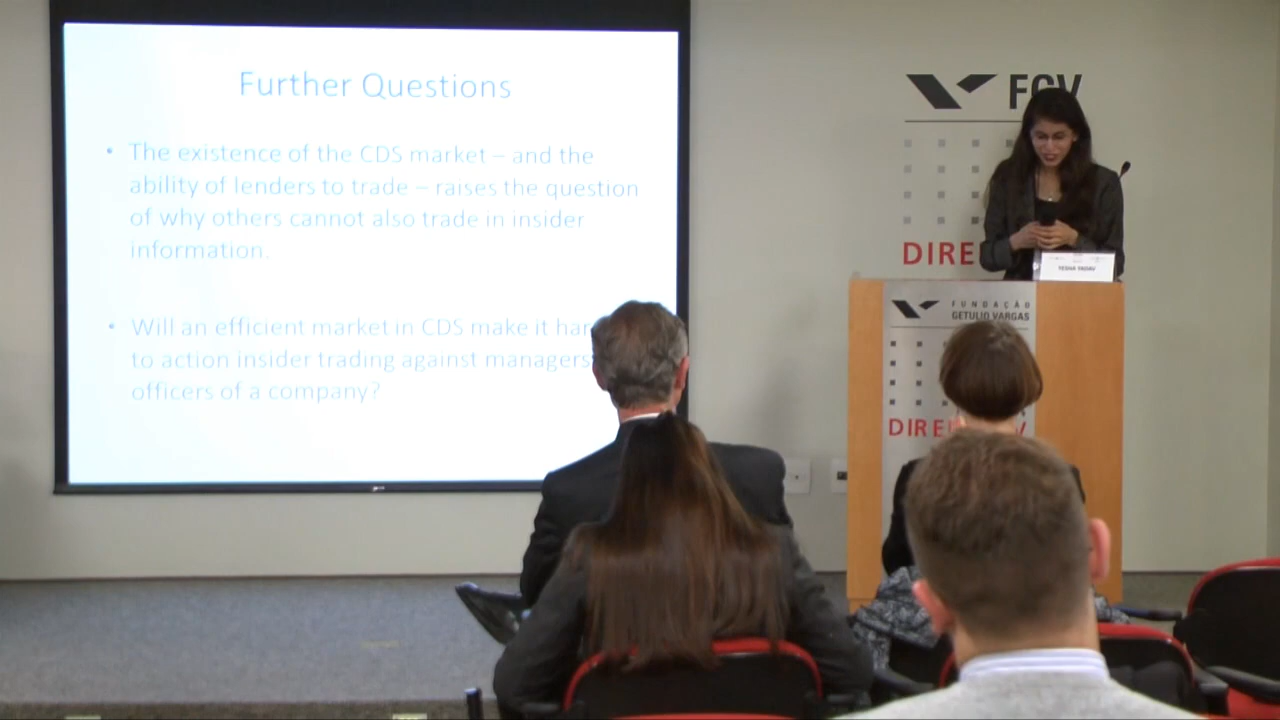 Further Questions
• The existence of the CDS market – and the
ability of lenders to trade – raises the question
of why others cannot also trade in insider
information.
• Will an efficient market in CDS make it
to action insider trading against managers
officers of a company?
FGV
DIRE
YESHA YADAV
FUNDAÇÃO
GETULIO VARGAS
DIRE